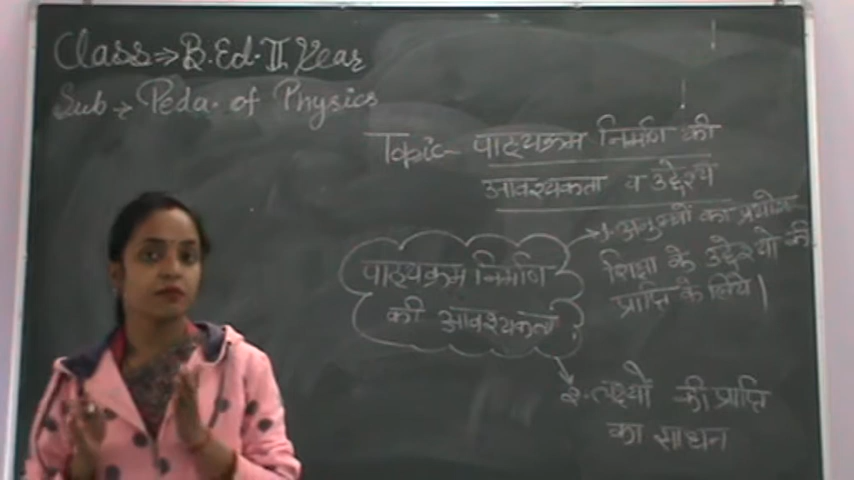 Class → B.Ed. II Year
Sub → Peda. of Physics
Topic - पाठ्यक्रम निर्माण की
आवश्यकता व उद्देश्य
पाठ्यक्रम निर्माण
की आवश्यकता
1. अनुभवों का प्रयोग
शिक्षा के उद्देश्यो की
प्राप्ति के लिये।
2. लक्ष्यों की प्राप्ति
का साधन